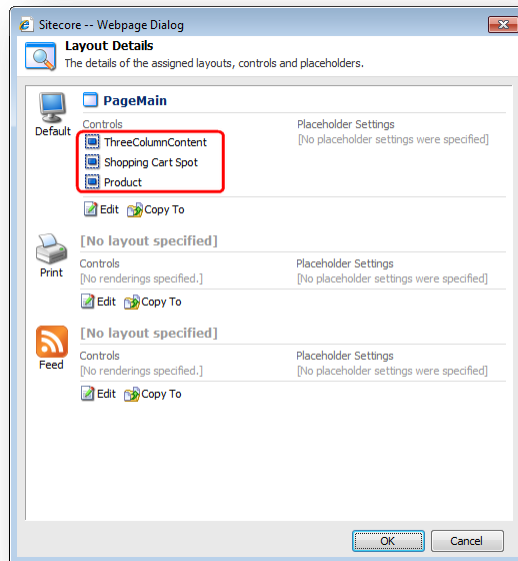 Sitecore -- Webpage Dialog
Layout Details
The details of the assigned layouts, controls and placeholders.
Default
PageMain
Controls
Placeholder Settings
ThreeColumnContent
[No placeholder settings were specified]
Shopping Cart Spot
Product
Edit Copy To
Print
[No layout specified]
Controls
Placeholder Settings
[No renderings specified.]
[No placeholder settings were specified]
Edit Copy To
Feed
[No layout specified]
Controls
Placeholder Settings
[No renderings specified.]
[No placeholder settings were specified]
Edit Copy To
OK
Cancel